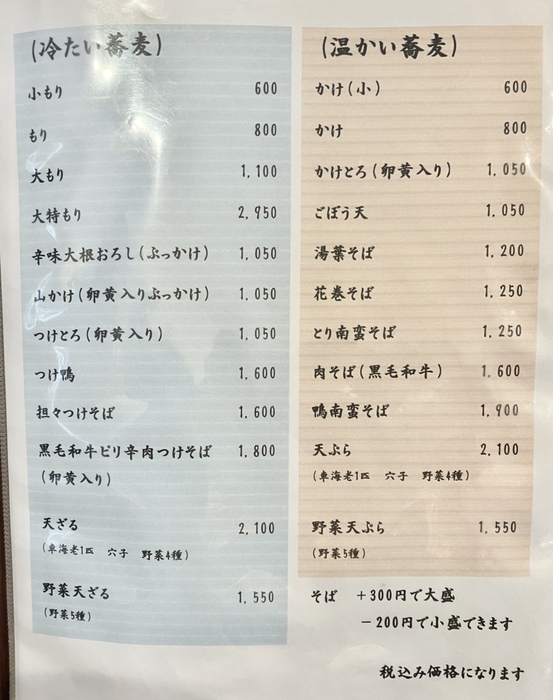 (冷たい蕎麦)
小もり 600
もり 800
大もり 1,100
大特もり 2,950
辛味大根おろし(ぶっかけ) 1,050
山かけ(卵黄入りぶっかけ) 1,050
つけとろ(卵黄入り) 1,050
つけ鴨 1,600
担々つけそば 1,600
黒毛和牛ピリ辛肉つけそば 1,800
(卵黄入り)
天ざる 2,100
(車海老1匹 穴子 野菜4種)
野菜天ざる 1,550
(野菜5種)
(温かい蕎麦)
かけ(小) 600
かけ 800
かけとろ(卵黄入り) 1,050
ごぼう天 1,050
湯葉そば 1,200
花巻そば 1,250
とり南蛮そば 1,250
肉そば(黒毛和牛) 1,600
鴨南蛮そば 1,900
天ぷら 2,100
(車海老1匹 穴子 野菜4種)
野菜天ぷら 1,550
(野菜5種)
そば +300円で大盛
-200円で小盛できます
税込み価格になります